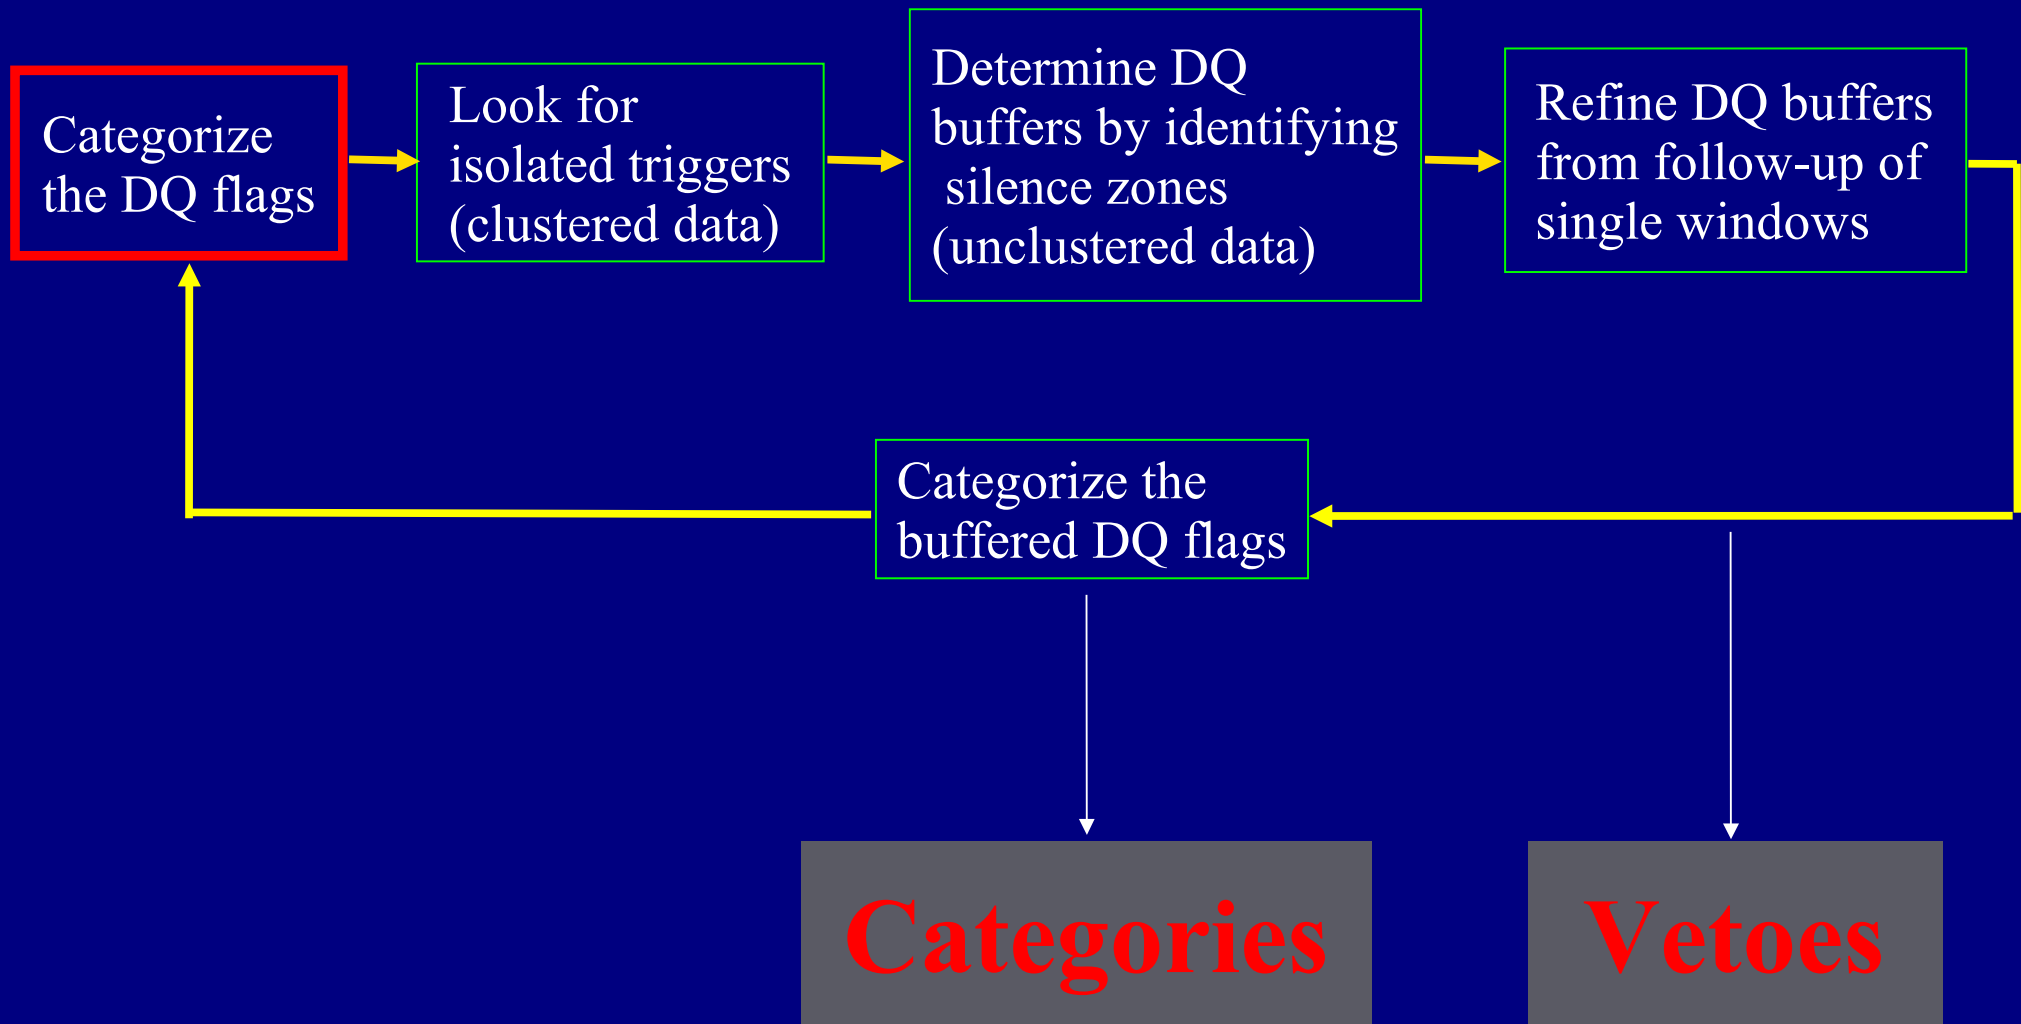 Categorize
the DQ flags
Look for
isolated triggers
(clustered data)
Determine DQ
buffers by identifying
silence zones
(unclustered data)
Refine DQ buffers
from follow-up of
single windows
Categorize the
buffered DQ flags
Categories
Vetoes